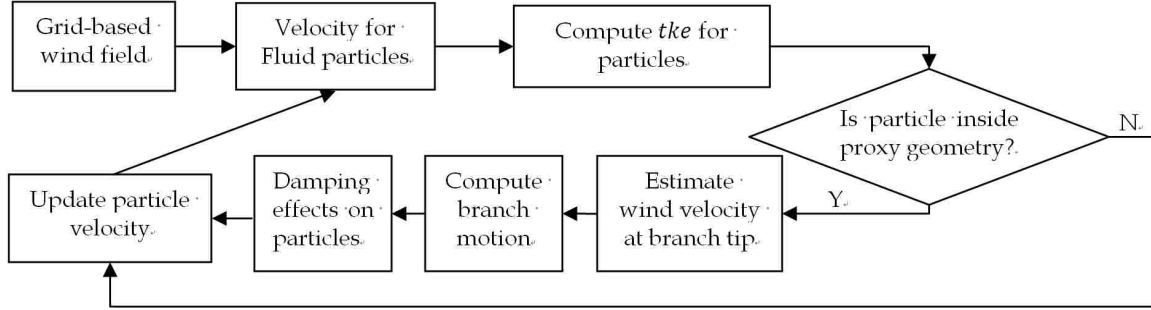 Grid-based
wind field.
Velocity for
Fluid particles.
Compute tke for
particles.
Is particle inside
proxy geometry?
N
Y
Estimate
wind velocity
at branch tip.
Compute
branch
motion.
Damping
effects on
particles.
Update particle
velocity.